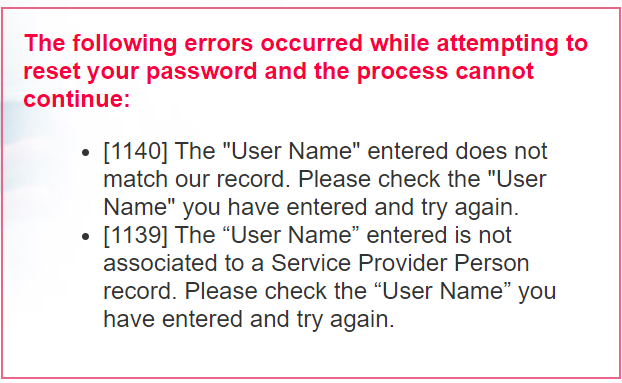 The following errors occurred while attempting to
reset your password and the process cannot
continue:
• [1140] The "User Name" entered does not
match our record. Please check the "User
Name" you have entered and try again.
• [1139] The “User Name” entered is not
associated to a Service Provider Person
record. Please check the “User Name” you
have entered and try again.